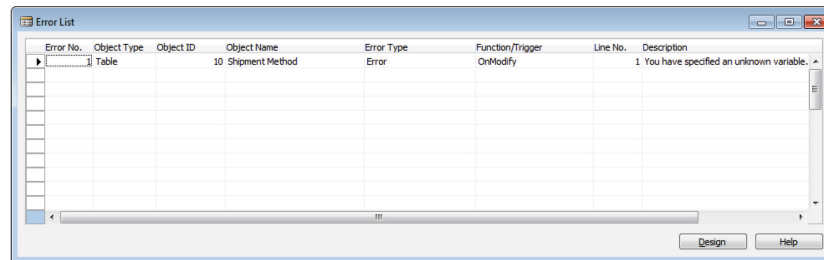 Error List
Error No. Object Type Object ID Object Name Error Type Function/Trigger Line No. Description
1 Table 10 Shipment Method Error OnModify 1 You have specified an unknown variable.
Design Help